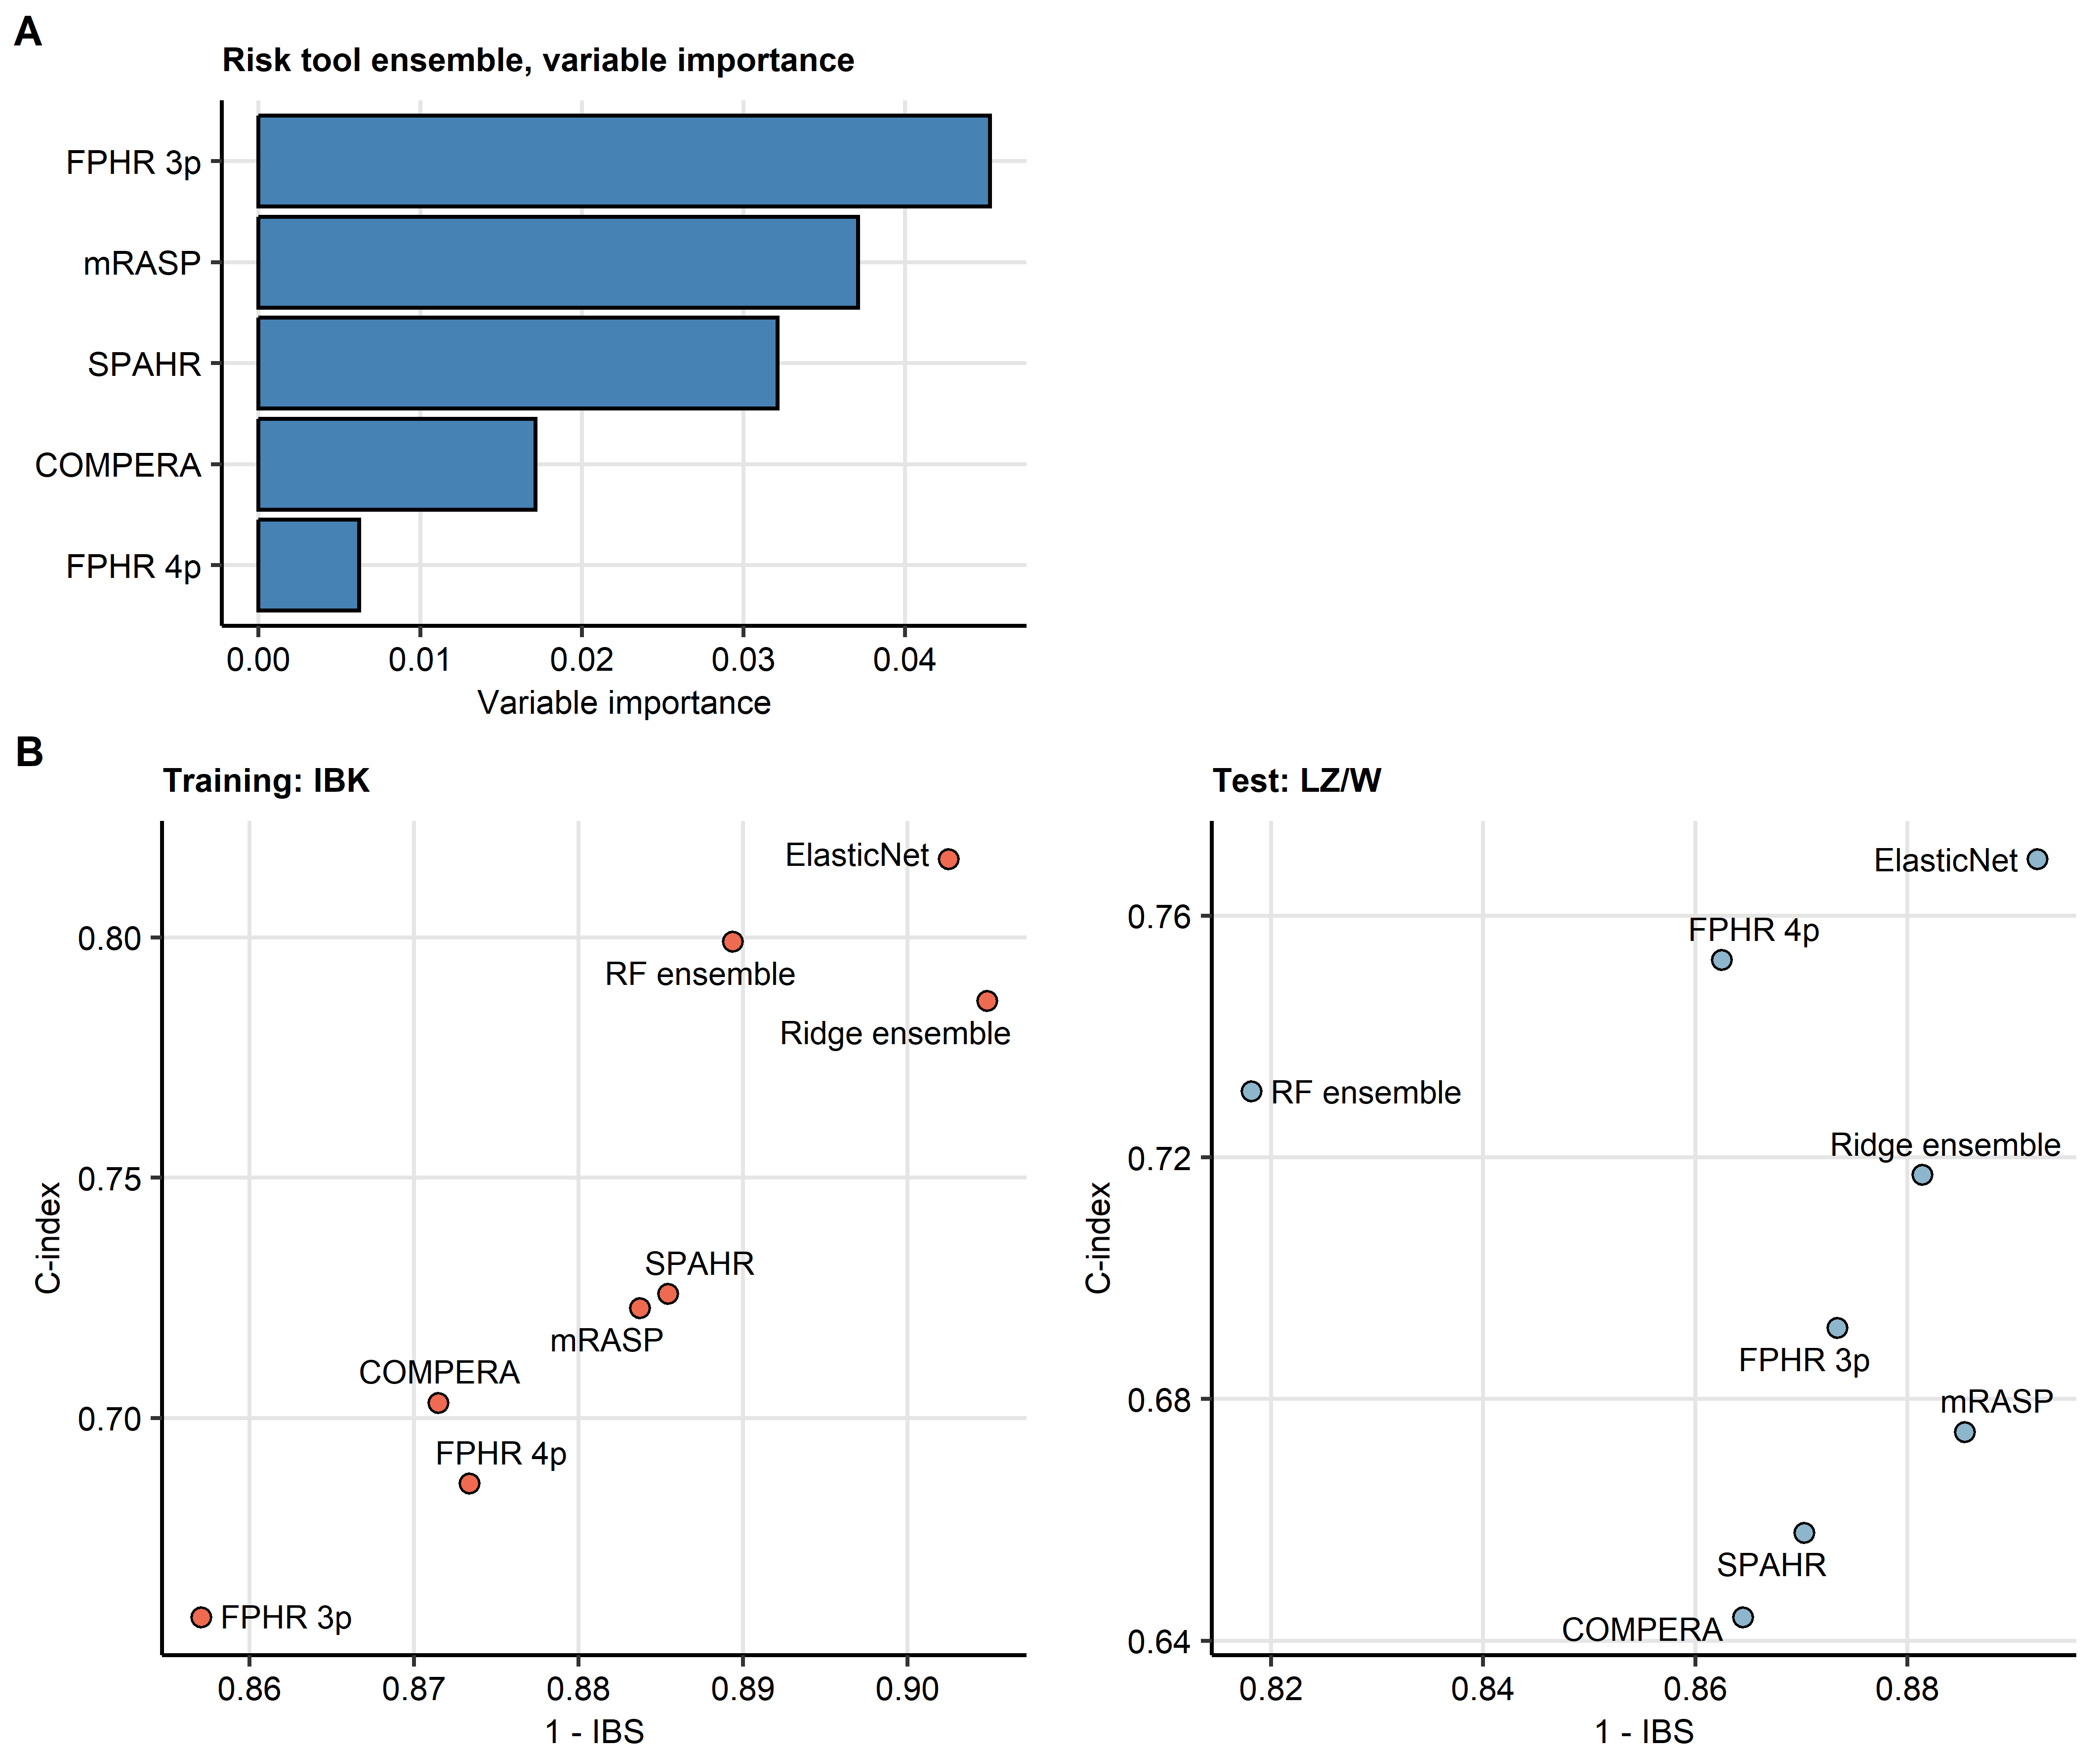 A
Risk tool ensemble, variable importance
FPHR 3p
mRASP
SPAHR
COMPERA
FPHR 4p
0.00 0.01 0.02 0.03 0.04
Variable importance
B
Training: IBK
ElasticNet
0.80
RF ensemble
Ridge ensemble
0.75
C-index
SPAHR
mRASP
COMPERA
0.70
FPHR 4p
FPHR 3p
0.86 0.87 0.88 0.89 0.90
1 - IBS
Test: LZ/W
ElasticNet
0.76
FPHR 4p
RF ensemble
Ridge ensemble
0.72
C-index
FPHR 3p
0.68
mRASP
SPAHR
COMPERA
0.64
0.82 0.84 0.86 0.88
1 - IBS